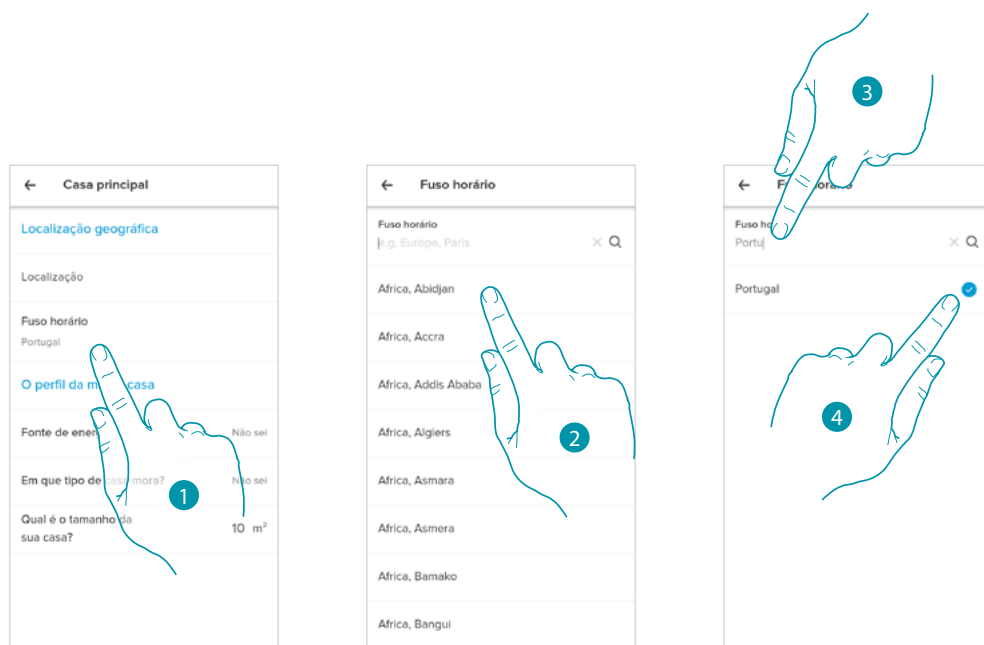 ← Casa principal
Localização geográfica
Localização
Fuso horário
Portugal
O perfil da m casa
Fonte de ener Não sei
Em que tipo de casa mora? Não sei
Qual é o tamanho da
sua casa? 10 m²
1
← Fuso horário
Fuso horário
e.g. Europe, Paris
Africa, Abidjan
Africa, Accra
Africa, Addis Ababa
Africa, Algiers
Africa, Asmara
Africa, Asmera
Africa, Bamako
Africa, Bangui
2
3
← F orário
Fuso ho
Portu
Portugal
4